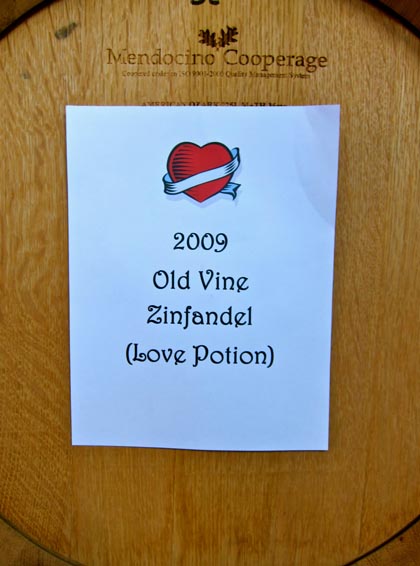 Mendocino Cooperage
2009
Old Vine
Zinfandel
(Love Potion)